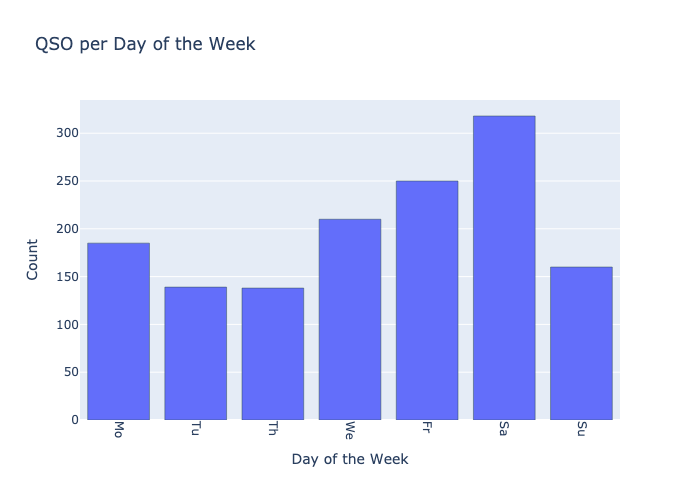 QSO per Day of the Week
300
250
200
150
100
50
0
Count
Mo
Tu
Th
We
Fr
Sa
Su
Day of the Week